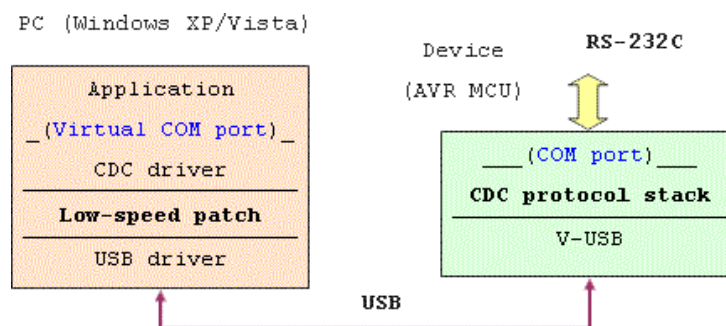 PC (Windows XP/Vista)
Application
_(Virtual COM port)_
CDC driver
Low-speed patch
USB driver
Device
(AVR MCU)
RS-232C
___(COM port)___
CDC protocol stack
V-USB
USB